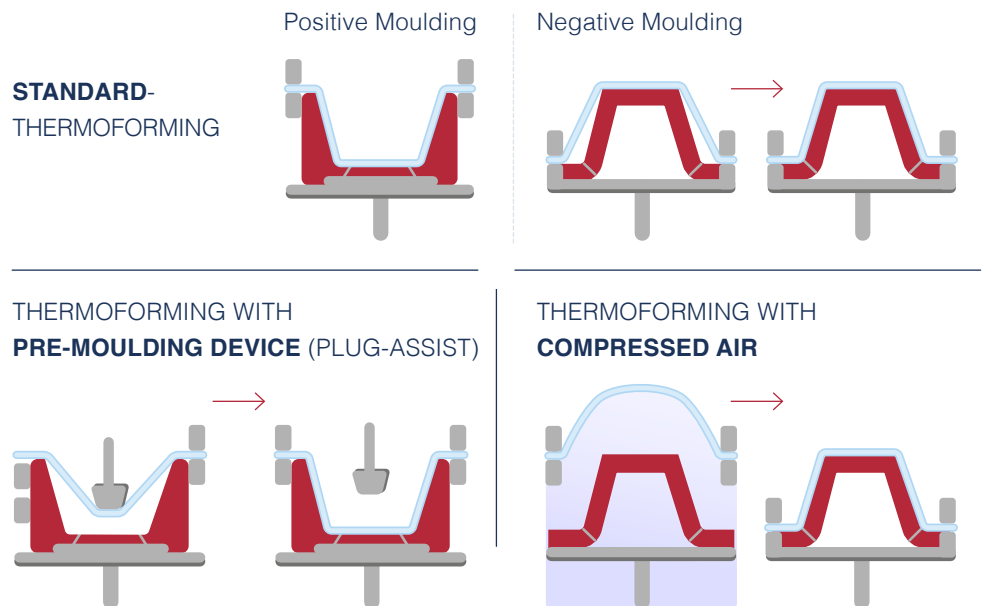 Positive Moulding
Negative Moulding
STANDARD-
THERMOFORMING
THERMOFORMING WITH
PRE-MOULDING DEVICE (PLUG-ASSIST)
THERMOFORMING WITH
COMPRESSED AIR